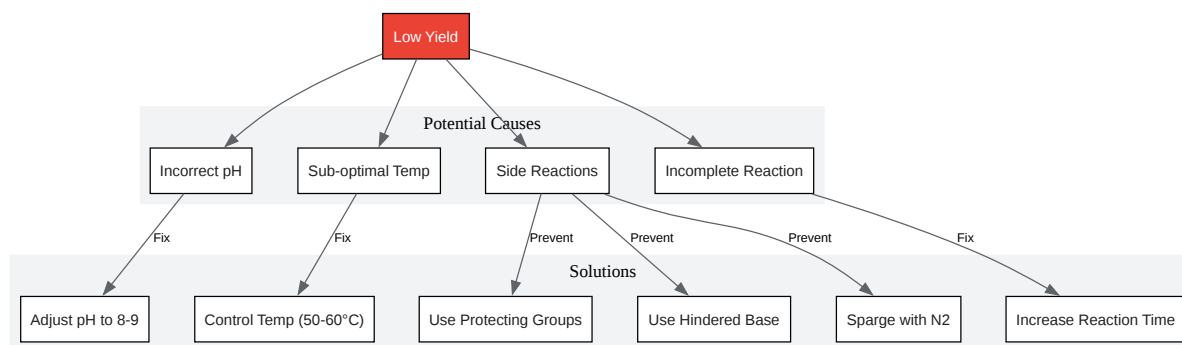 Low Yield
Potential Causes
Incorrect pH
Sub-optimal Temp
Side Reactions
Incomplete Reaction
Fix
Fix
Prevent
Prevent
Prevent
Fix
Solutions
Adjust pH to 8-9
Control Temp (50-60°C)
Use Protecting Groups
Use Hindered Base
Sparge with N2
Increase Reaction Time